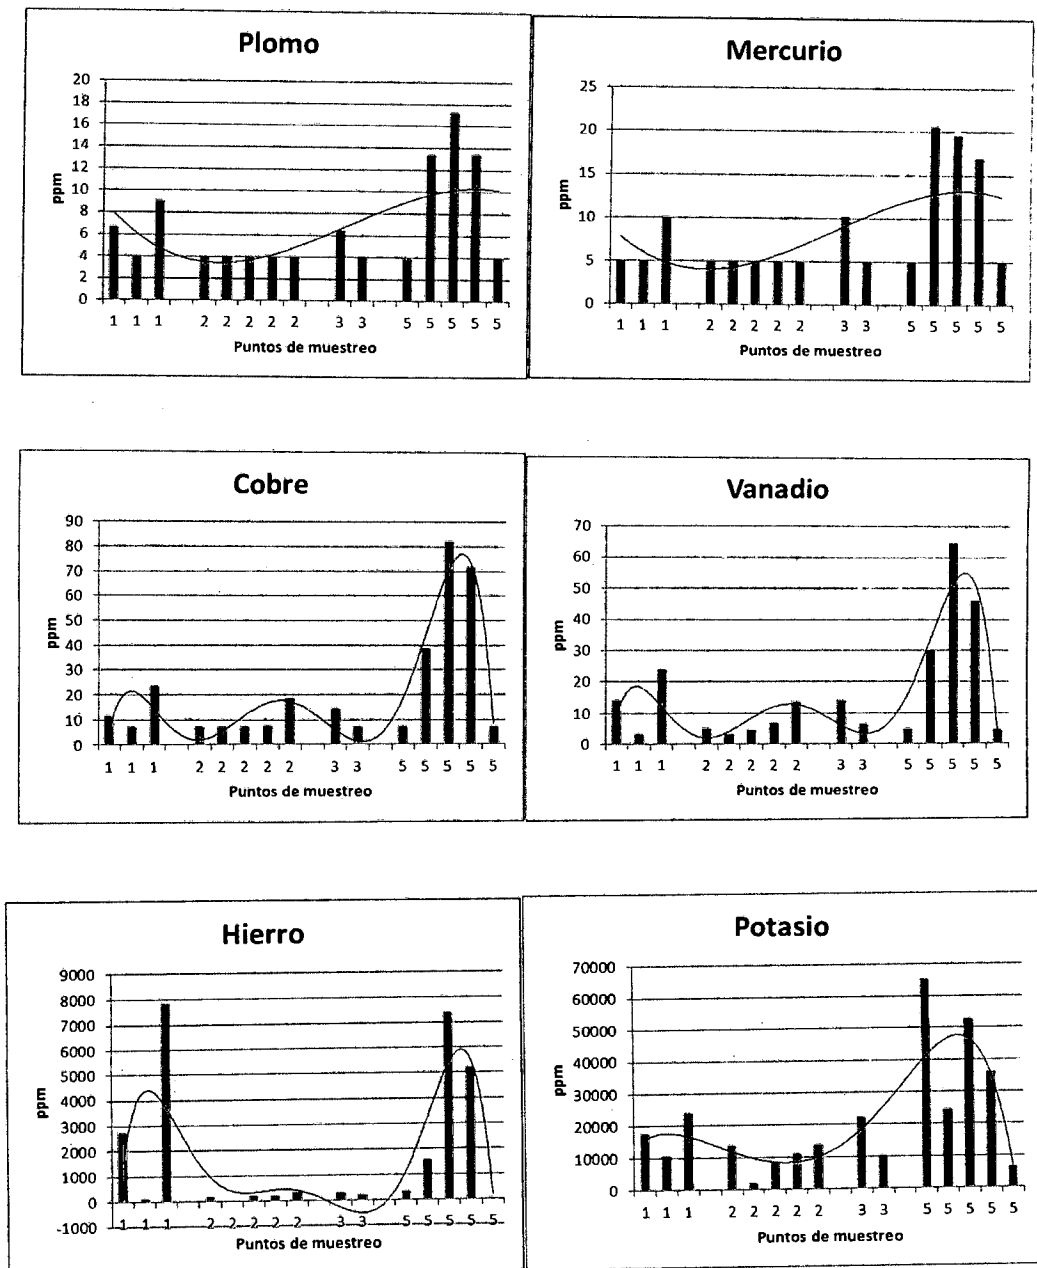 Plomo
20
18
16
14
12
10
8
6
4
2
0
ppm
1 1 1 2 2 2 2 2 3 3 5 5 5 5 5
Puntos de muestreo
Mercurio
25
20
15
10
5
0
ppm
1 1 1 2 2 2 2 2 3 3 5 5 5 5 5
Puntos de muestreo
Cobre
90
80
70
60
50
40
30
20
10
0
ppm
1 1 1 2 2 2 2 2 3 3 5 5 5 5 5
Puntos de muestreo
Vanadio
70
60
50
40
30
20
10
0
ppm
1 1 1 2 2 2 2 2 3 3 5 5 5 5 5
Puntos de muestreo
Hierro
9000
8000
7000
6000
5000
4000
3000
2000
1000
0
-1000
ppm
1 1 1 2 2 2 2 2 3 3 5 5 5 5 5
Puntos de muestreo
Potasio
70000
60000
50000
40000
30000
20000
10000
0
ppm
1 1 1 2 2 2 2 2 3 3 5 5 5 5 5
Puntos de muestreo